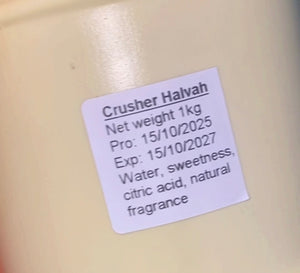 Crusher Halvah
Net weight 1kg
Pro: 15/10/2025
Exp: 15/10/2027
Water, sweetness,
citric acid, natural
fragrance